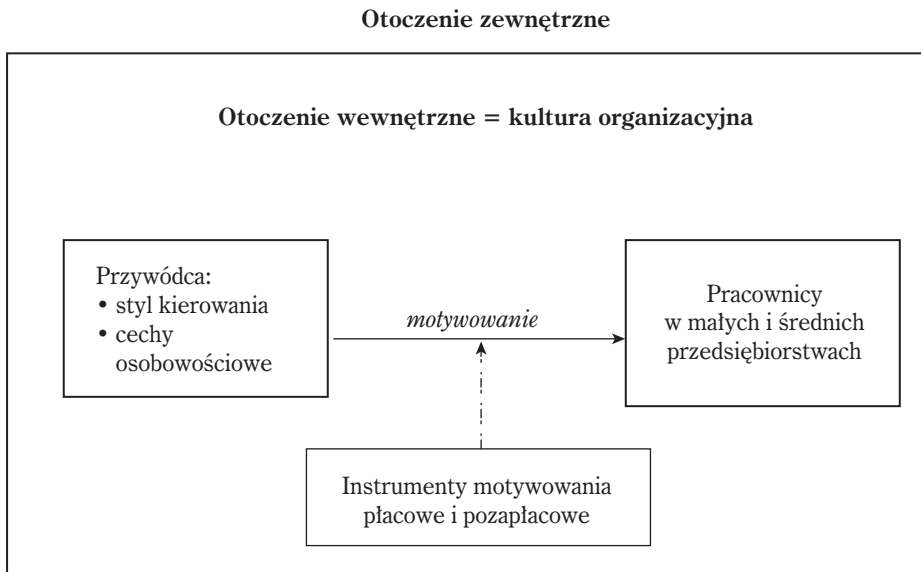 Otoczenie zewnętrzne
Otoczenie wewnętrzne = kultura organizacyjna
Przywódca:
• styl kierowania
• cechy
osobowościowe
motywowanie
Pracownicy
w małych i średnich
przedsiębiorstwach
Instrumenty motywowania
płacowe i pozapłacowe